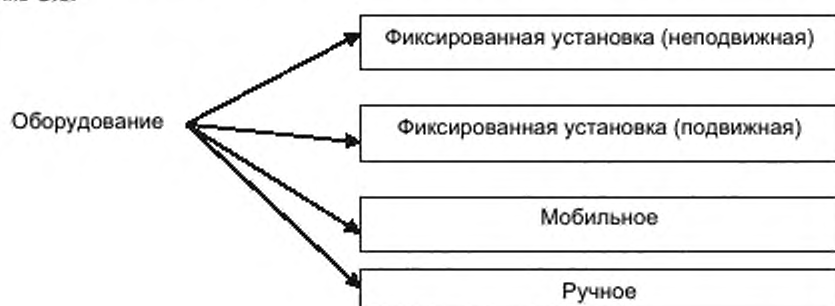 Фиксированная установка (неподвижная)
Оборудование
Фиксированная установка (подвижная)
Мобильное
Ручное